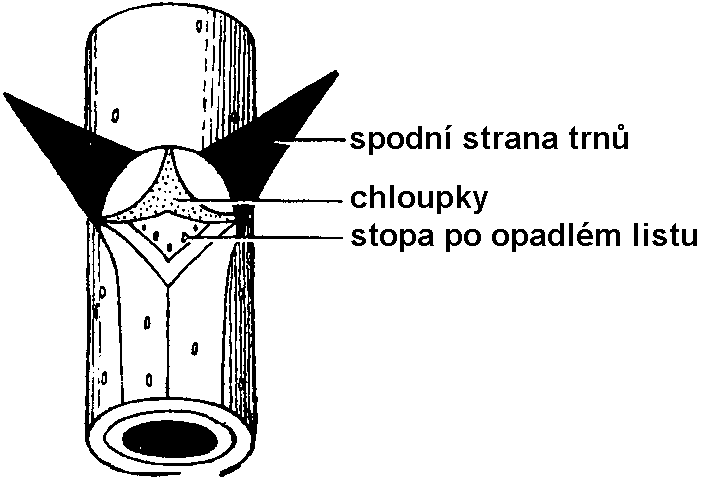 spodní strana trnů
chloupky
stopa po opadlém listu